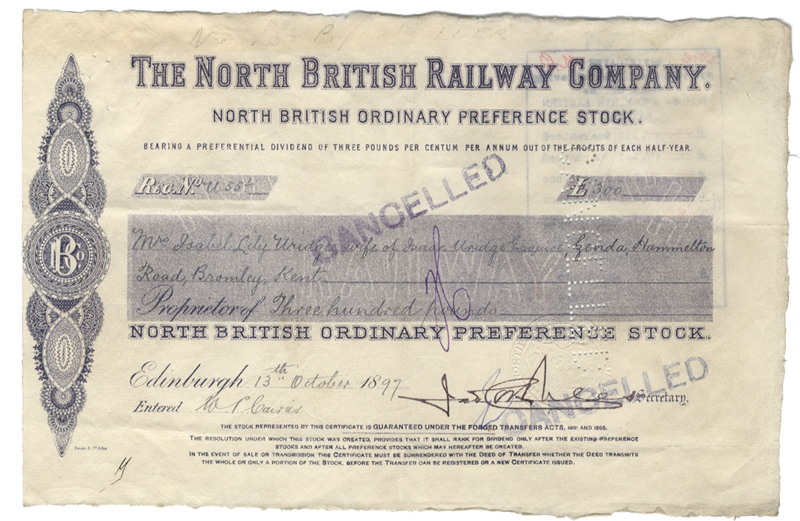 THE NORTH BRITISH RAILWAY COMPANY.
NORTH BRITISH ORDINARY PREFERENCE STOCK.
BEARING A PREFERENTIAL DIVIDEND OF THREE POUNDS PER CENTUM PER ANNUM OUT OF THE PROFITS OF EACH HALF-YEAR.
Reg. No. £300
CANCELLED
Mrs Isabel Lily Uridge wife of Isaac Uridge Esquire, Hammelton
Road, Bromley, Kent
Proprietor of Three hundred pounds
NORTH BRITISH ORDINARY PREFERENCE STOCK.
Edinburgh 13th October 1897
Secretary.
Entered
CANCELLED
THE STOCK REPRESENTED BY THIS CERTIFICATE IS GUARANTEED UNDER THE FORGED TRANSFERS ACTS, 1891 AND 1892.
THE RESOLUTION UNDER WHICH THIS STOCK WAS CREATED, PROVIDES THAT IT SHALL RANK FOR DIVIDEND ONLY AFTER THE EXISTING PREFERENCE
STOCKS AND AFTER ALL PREFERENCE STOCKS WHICH MAY HEREAFTER BE CREATED.
IN THE EVENT OF SALE OR TRANSMISSION THIS CERTIFICATE MUST BE SURRENDERED WITH THE DEED OF TRANSFER WHETHER THE DEED TRANSMITS
THE WHOLE OR ONLY A PORTION OF THE STOCK, BEFORE THE TRANSFER CAN BE REGISTERED OR A NEW CERTIFICATE ISSUED.